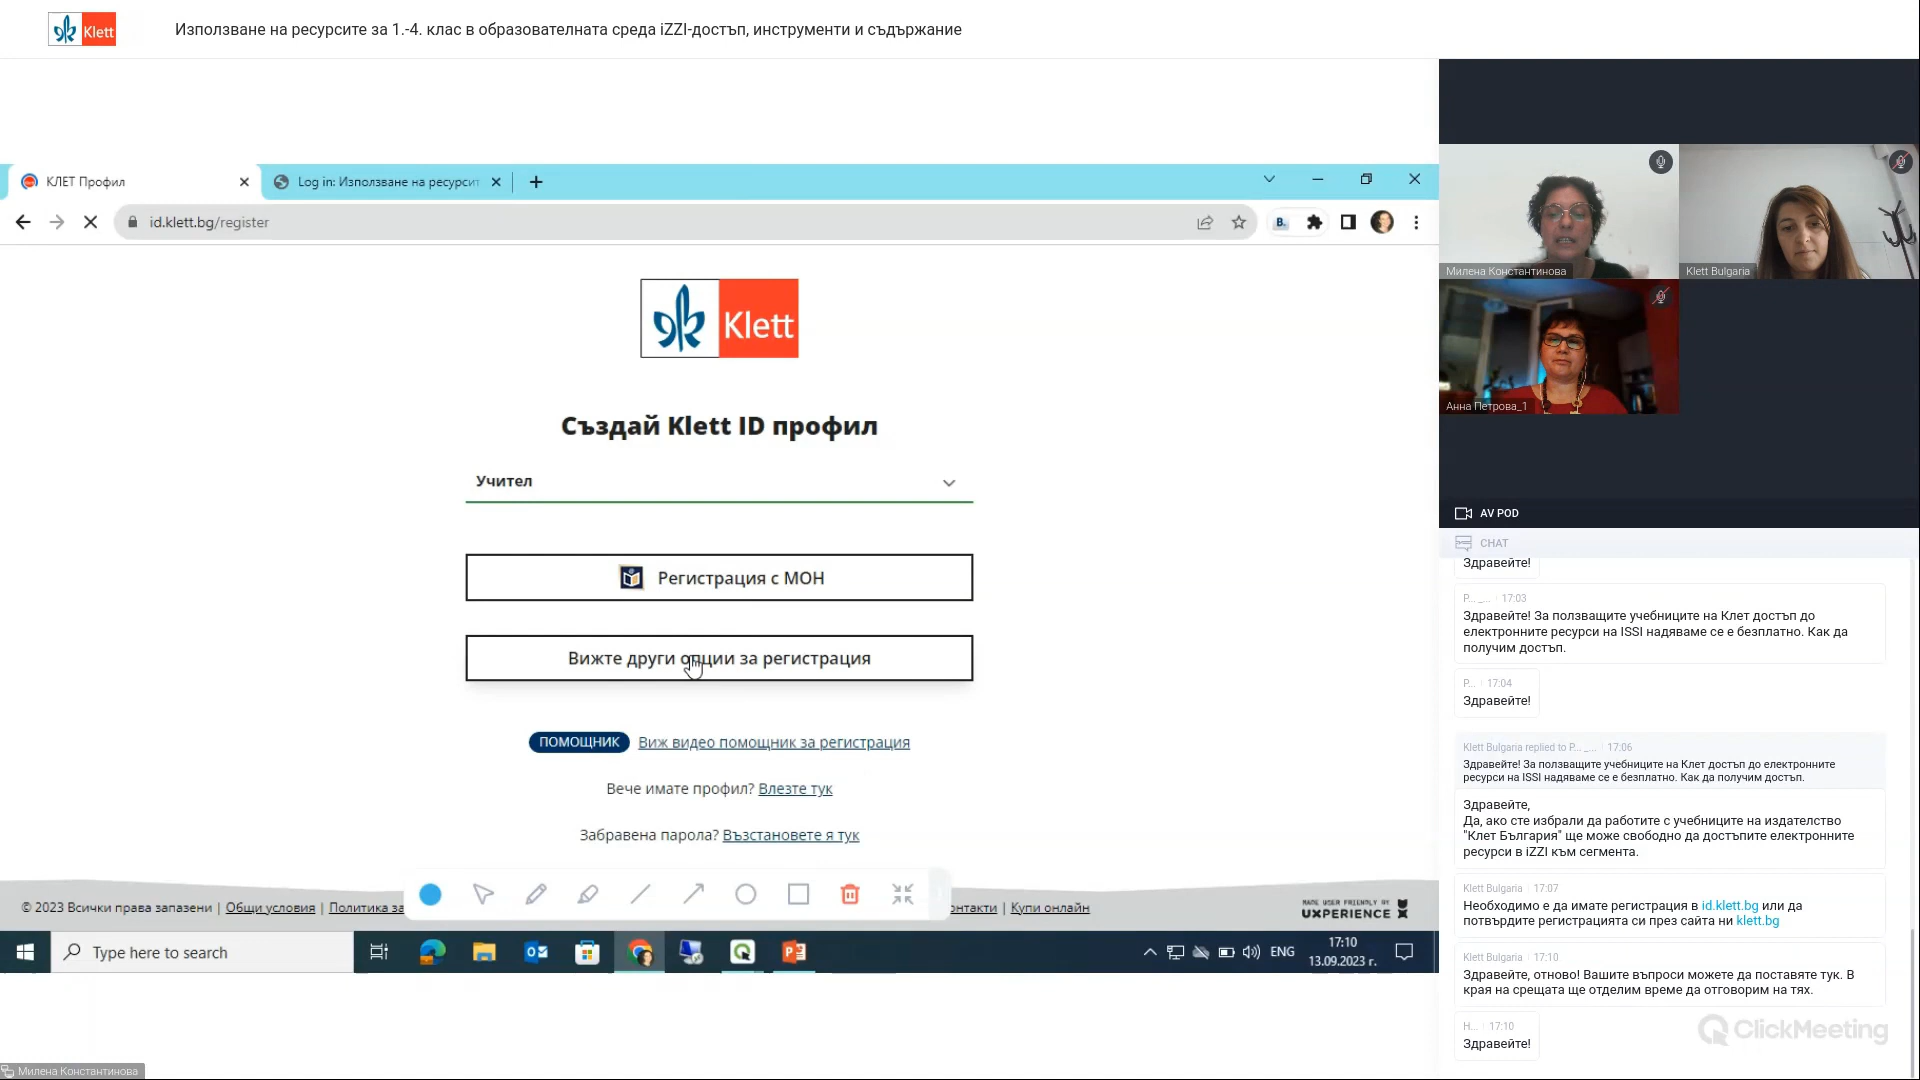 Klett
Използване на ресурсите за 1.-4. клас в образователната среда iZZI-достъп, инструменти и съдържание
КЛЕТ Профил
Log in: Използване на ресурсит
id.klett.bg/register
B.
Klett
Създай Klett ID профил
Учител
Регистрация с МОН
Вижте други опции за регистрация
ПОМОЩНИК Виж видео помощник за регистрация
Вече имате профил? Влезте тук
Забравена парола? Възстановете я тук
© 2023 Всички права запазени | Общи условия | Политика за
онтакти | Купи онлайн
MADE USER FRIENDLY BY
UXPERIENCE
Type here to search
ENG
17:10
13.09.2023 г.
Милена Константинова
Милена Константинова
Klett Bulgaria
Анна Петрова_1
AV POD
CHAT
Здравейте!
P... _... 17:03
Здравейте! За ползващите учебниците на Клет достъп до
електронните ресурси на ISSI надяваме се е безплатно. Как да
получим достъп.
P... 17:04
Здравейте!
Klett Bulgaria replied to P... _... 17:06
Здравейте! За ползващите учебниците на Клет достъп до електронните
ресурси на ISSI надяваме се е безплатно. Как да получим достъп.
Здравейте,
Да, ако сте избрали да работите с учебниците на издателство
"Клет България" ще може свободно да достъпите електронните
ресурси в iZZI към сегмента.
Klett Bulgaria 17:07
Необходимо е да имате регистрация в id.klett.bg или да
потвърдите регистрацията си през сайта ни klett.bg
Klett Bulgaria 17:10
Здравейте, отново! Вашите въпроси можете да поставяте тук. В
края на срещата ще отделим време да отговорим на тях.
Н... 17:10
Здравейте!
ClickMeeting